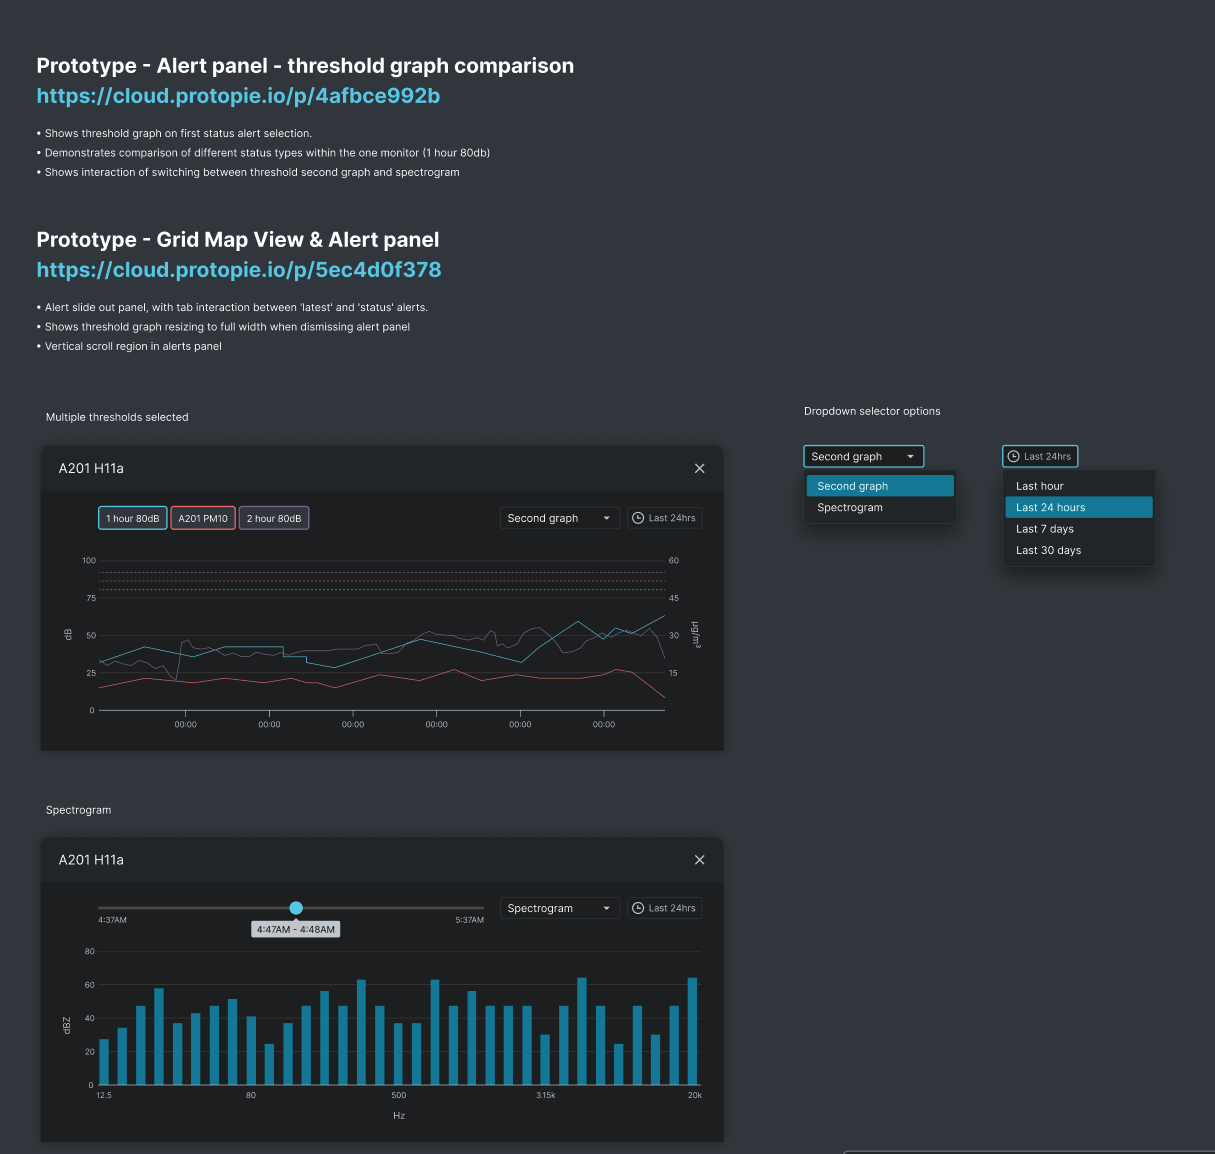 Prototype - Alert panel - threshold graph comparison
https://cloud.protopie.io/p/4afbce992b
• Shows threshold graph on first status alert selection.
• Demonstrates comparison of different status types within the one monitor (1 hour 80db)
• Shows interaction of switching between threshold second graph and spectrogram
Prototype - Grid Map View & Alert panel
https://cloud.protopie.io/p/5ec4d0f378
• Alert slide out panel, with tab interaction between 'latest' and 'status' alerts.
• Shows threshold graph resizing to full width when dismissing alert panel
• Vertical scroll region in alerts panel
Multiple thresholds selected
A201 H11a
1 hour 80dB A201 PM10 2 hour 80dB Second graph Last 24hrs
100 60
75 45
dB 50 30 µg/m³
25 15
0
00:00 00:00 00:00 00:00 00:00 00:00
Dropdown selector options
Second graph Last 24hrs
Second graph
Spectrogram
Last hour
Last 24 hours
Last 7 days
Last 30 days
Spectrogram
A201 H11a
Spectrogram Last 24hrs
4:37AM 5:37AM
4:47AM - 4:48AM
80
60
40
dBZ
20
0
12.5 80 500 3.15k 20k
Hz